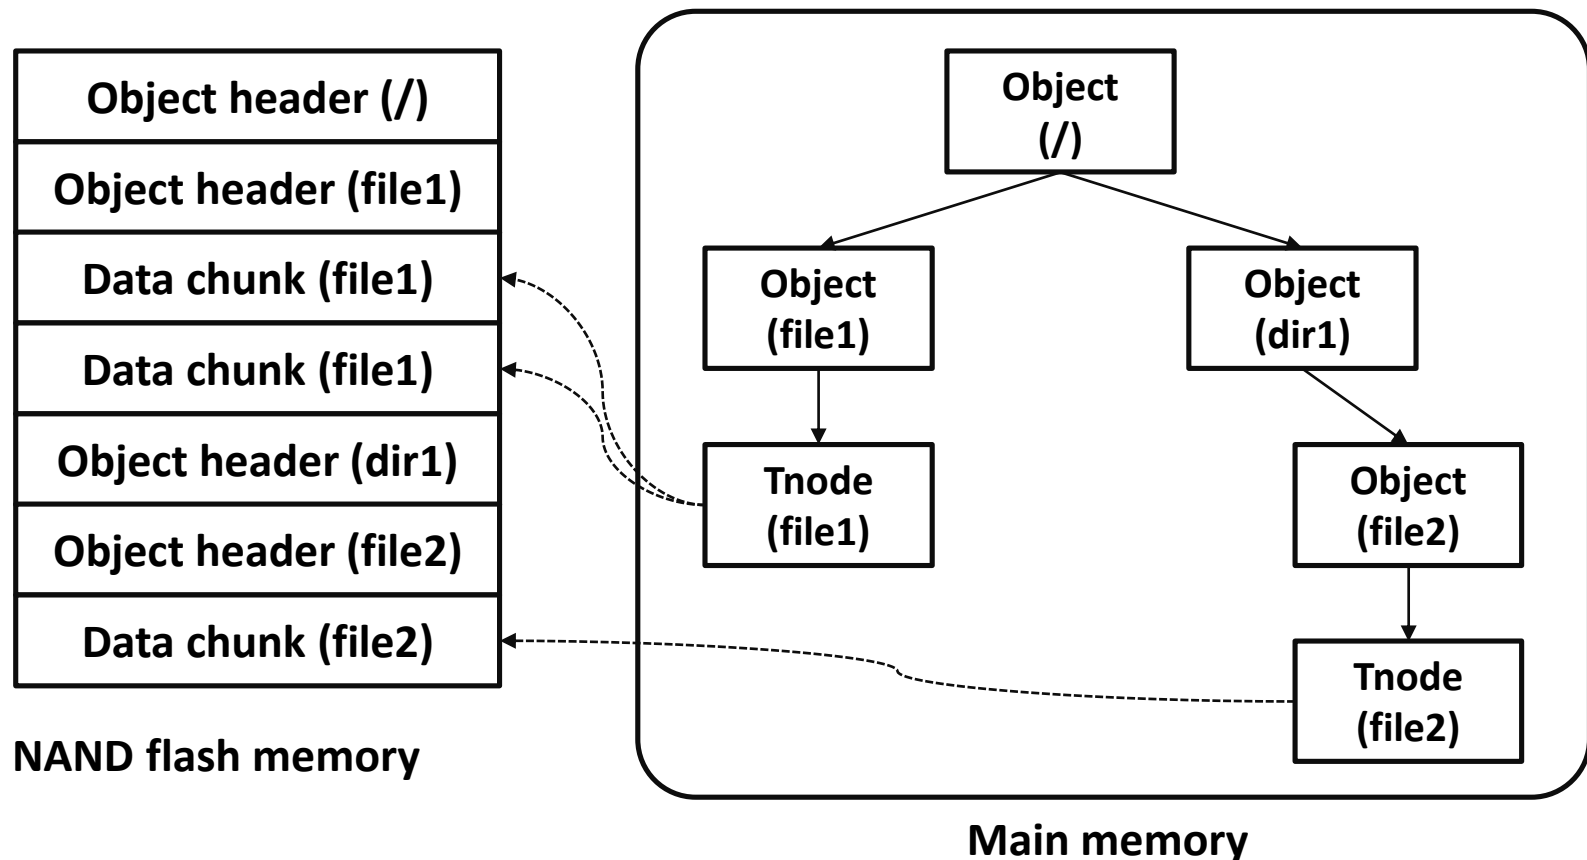 Object header (/)
Object header (file1)
Data chunk (file1)
Data chunk (file1)
Object header (dir1)
Object header (file2)
Data chunk (file2)
NAND flash memory
Object
(/)
Object
(file1)
Object
(dir1)
Tnode
(file1)
Object
(file2)
Tnode
(file2)
Main memory